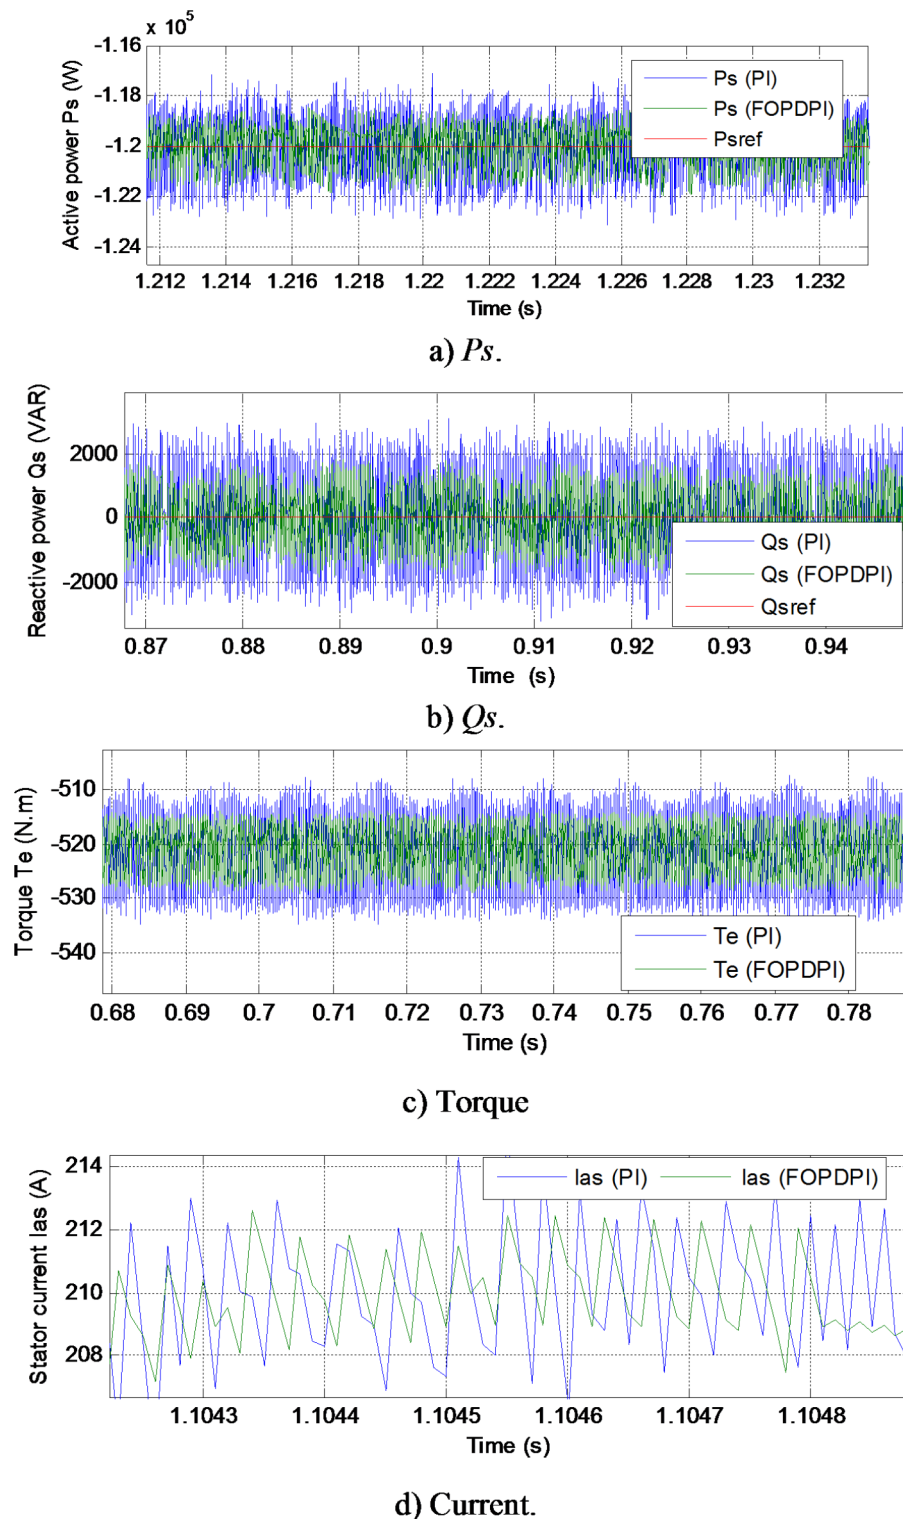 x 10^5
Active power Ps (W)
-1.16
-1.18
-1.20
-1.22
-1.24
Ps (PI)
Ps (FOPDPI)
Psref
1.212 1.214 1.216 1.218 1.22 1.222 1.224 1.226 1.228 1.23 1.232
Time (s)
a) Ps.
Reactive power Qs (VAR)
2000
0
-2000
Qs (PI)
Qs (FOPDPI)
Qsref
0.87 0.88 0.89 0.9 0.91 0.92 0.93 0.94
Time (s)
b) Qs.
Torque Te (N.m)
-510
-520
-530
-540
Te (PI)
Te (FOPDPI)
0.68 0.69 0.7 0.71 0.72 0.73 0.74 0.75 0.76 0.77 0.78
Time (s)
c) Torque
Stator current Ias (A)
214
212
210
208
Ias (PI) Ias (FOPDPI)
1.1043 1.1044 1.1045 1.1046 1.1047 1.1048
Time (s)
d) Current.